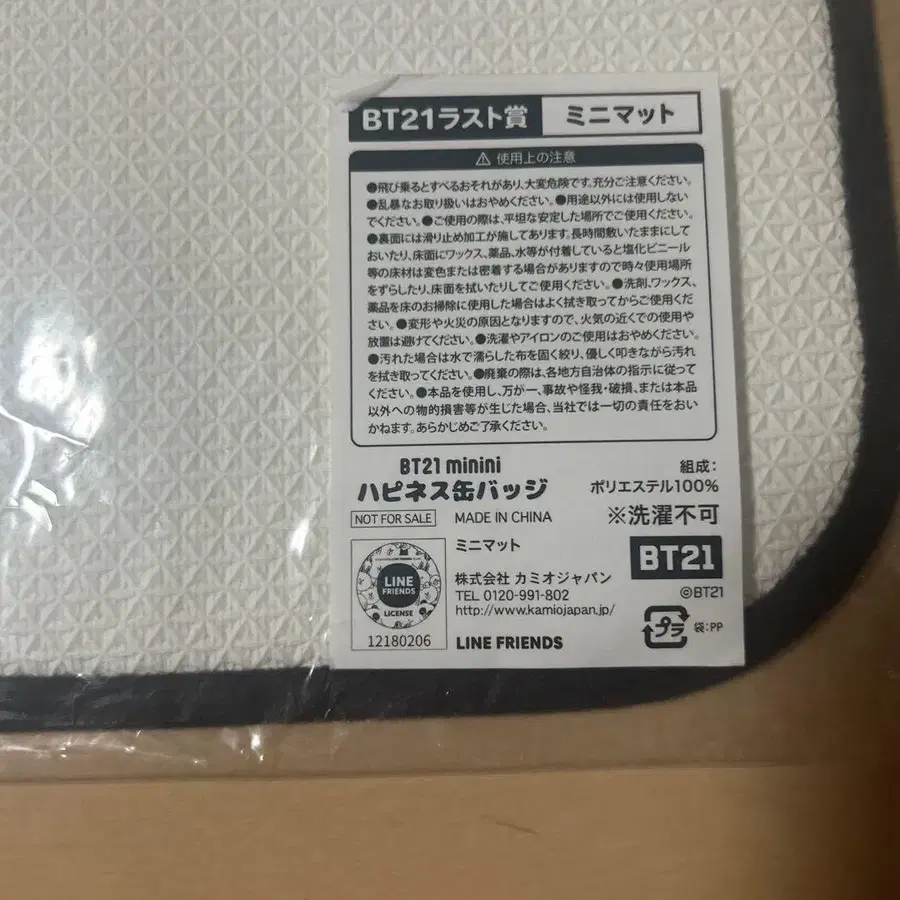 BT21ラスト賞 ミニマット
⚠ 使用上の注意
●飛び乗るとすべるおそれがあり、大変危険です。充分ご注意ください。
●乱暴なお取り扱いはおやめください。●用途以外には使用しない
でください。●ご使用の際は、平坦な安定した場所でご使用ください。
●裏面には滑り止め加工が施してあります。長時間敷いたままにして
おいたり、床面にワックス、薬品、水等が付着していると塩化ビニール
等の床材は変色または密着する場合がありますので時々使用場所
をずらしたり、床面を拭いたりしてご使用ください。●洗剤、ワックス、
薬品を床のお掃除に使用した場合はよく拭き取ってからご使用くだ
さい。●変形や火災の原因となりますので、火気の近くでの使用や
放置は避けてください。●洗濯やアイロンのご使用はおやめください。
●汚れた場合は水で濡らした布を固く絞り、優しく叩きながら汚れ
を拭き取ってください。●廃棄の際は、各地方自治体の指示に従って
ください。●本品を使用し、万が一、事故や怪我・破損、または本品
以外への物的損害等が生じた場合、当社では一切の責任をおい
かねます。あらかじめご了承ください。
BT21 minini
ハピネス缶バッジ
組成:
ポリエステル100%
NOT FOR SALE MADE IN CHINA ※洗濯不可
ミニマット
BT21
©BT21
LINE
FRIENDS
LICENSE
12180206
株式会社 カミオジャパン
TEL 0120-991-802
http://www.kamiojapan.jp/
LINE FRIENDS
プラ 袋:PP